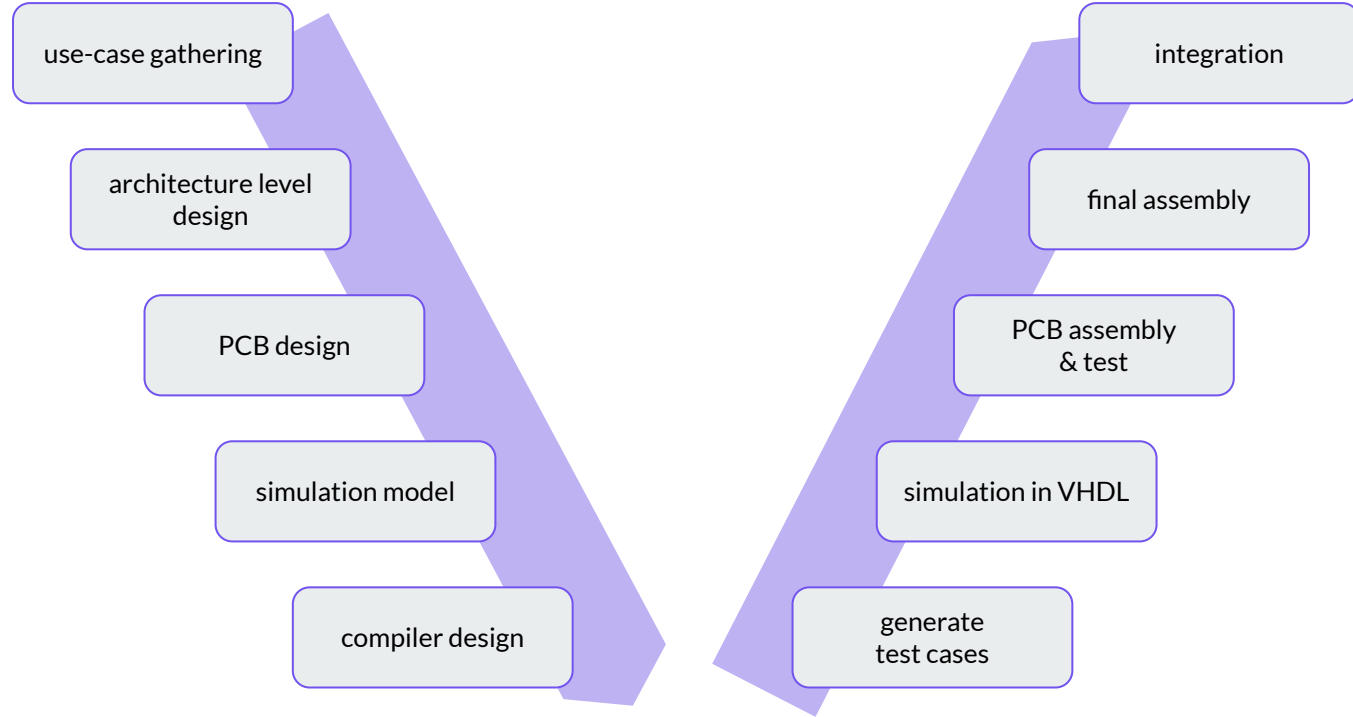 use-case gathering
architecture level
design
PCB design
simulation model
compiler design
integration
final assembly
PCB assembly
& test
simulation in VHDL
generate
test cases